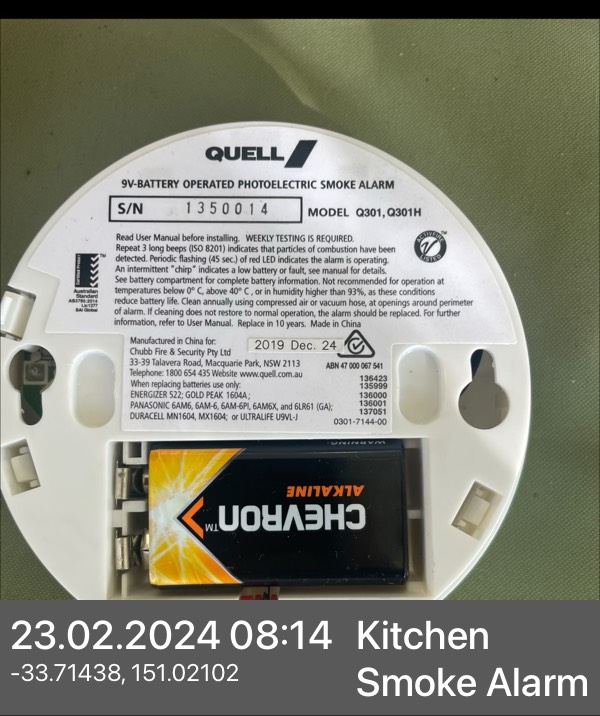 QUELL
9V-BATTERY OPERATED PHOTOELECTRIC SMOKE ALARM
S/N 1350014 MODEL Q301, Q301H
Read User Manual before installing. WEEKLY TESTING IS REQUIRED.
Repeat 3 long beeps (ISO 8201) indicates that particles of combustion have been
detected. Periodic flashing (45 sec.) of red LED indicates the alarm is operating.
An intermittent "chirp" indicates a low battery or fault, see manual for details.
See battery compartment for complete battery information. Not recommended for operation at
temperatures below 0° C, above 40° C, or in humidity higher than 93%, as these conditions
reduce battery life. Clean annually using compressed air or vacuum hose, at openings around perimeter
of alarm. If cleaning does not restore to normal operation, the alarm should be replaced. For further
information, refer to User Manual. Replace in 10 years. Made in China
Australian
Standard
AS3786:2014
SAI Global
ACTIVFIRE
LISTED
Manufactured in China for:
Chubb Fire & Security Pty Ltd
2019 Dec. 24
33-39 Talavera Road, Macquarie Park, NSW 2113
ABN 47 000 067 541
Telephone: 1800 654 435 Website www.quell.com.au
When replacing batteries use only:
ENERGIZER 522; GOLD PEAK 1604A;
PANASONIC 6AM6, 6AM-6, 6AM-6PI, 6AM6X, and 6LR61 (GA);
DURACELL MN1604, MX1604; or ULTRALIFE U9VL-J
136423
135999
136000
136001
137051
0301-7144-00
WARNING
ALKALINE
CHEVRON™
23.02.2024 08:14
-33.71438, 151.02102
Kitchen
Smoke Alarm